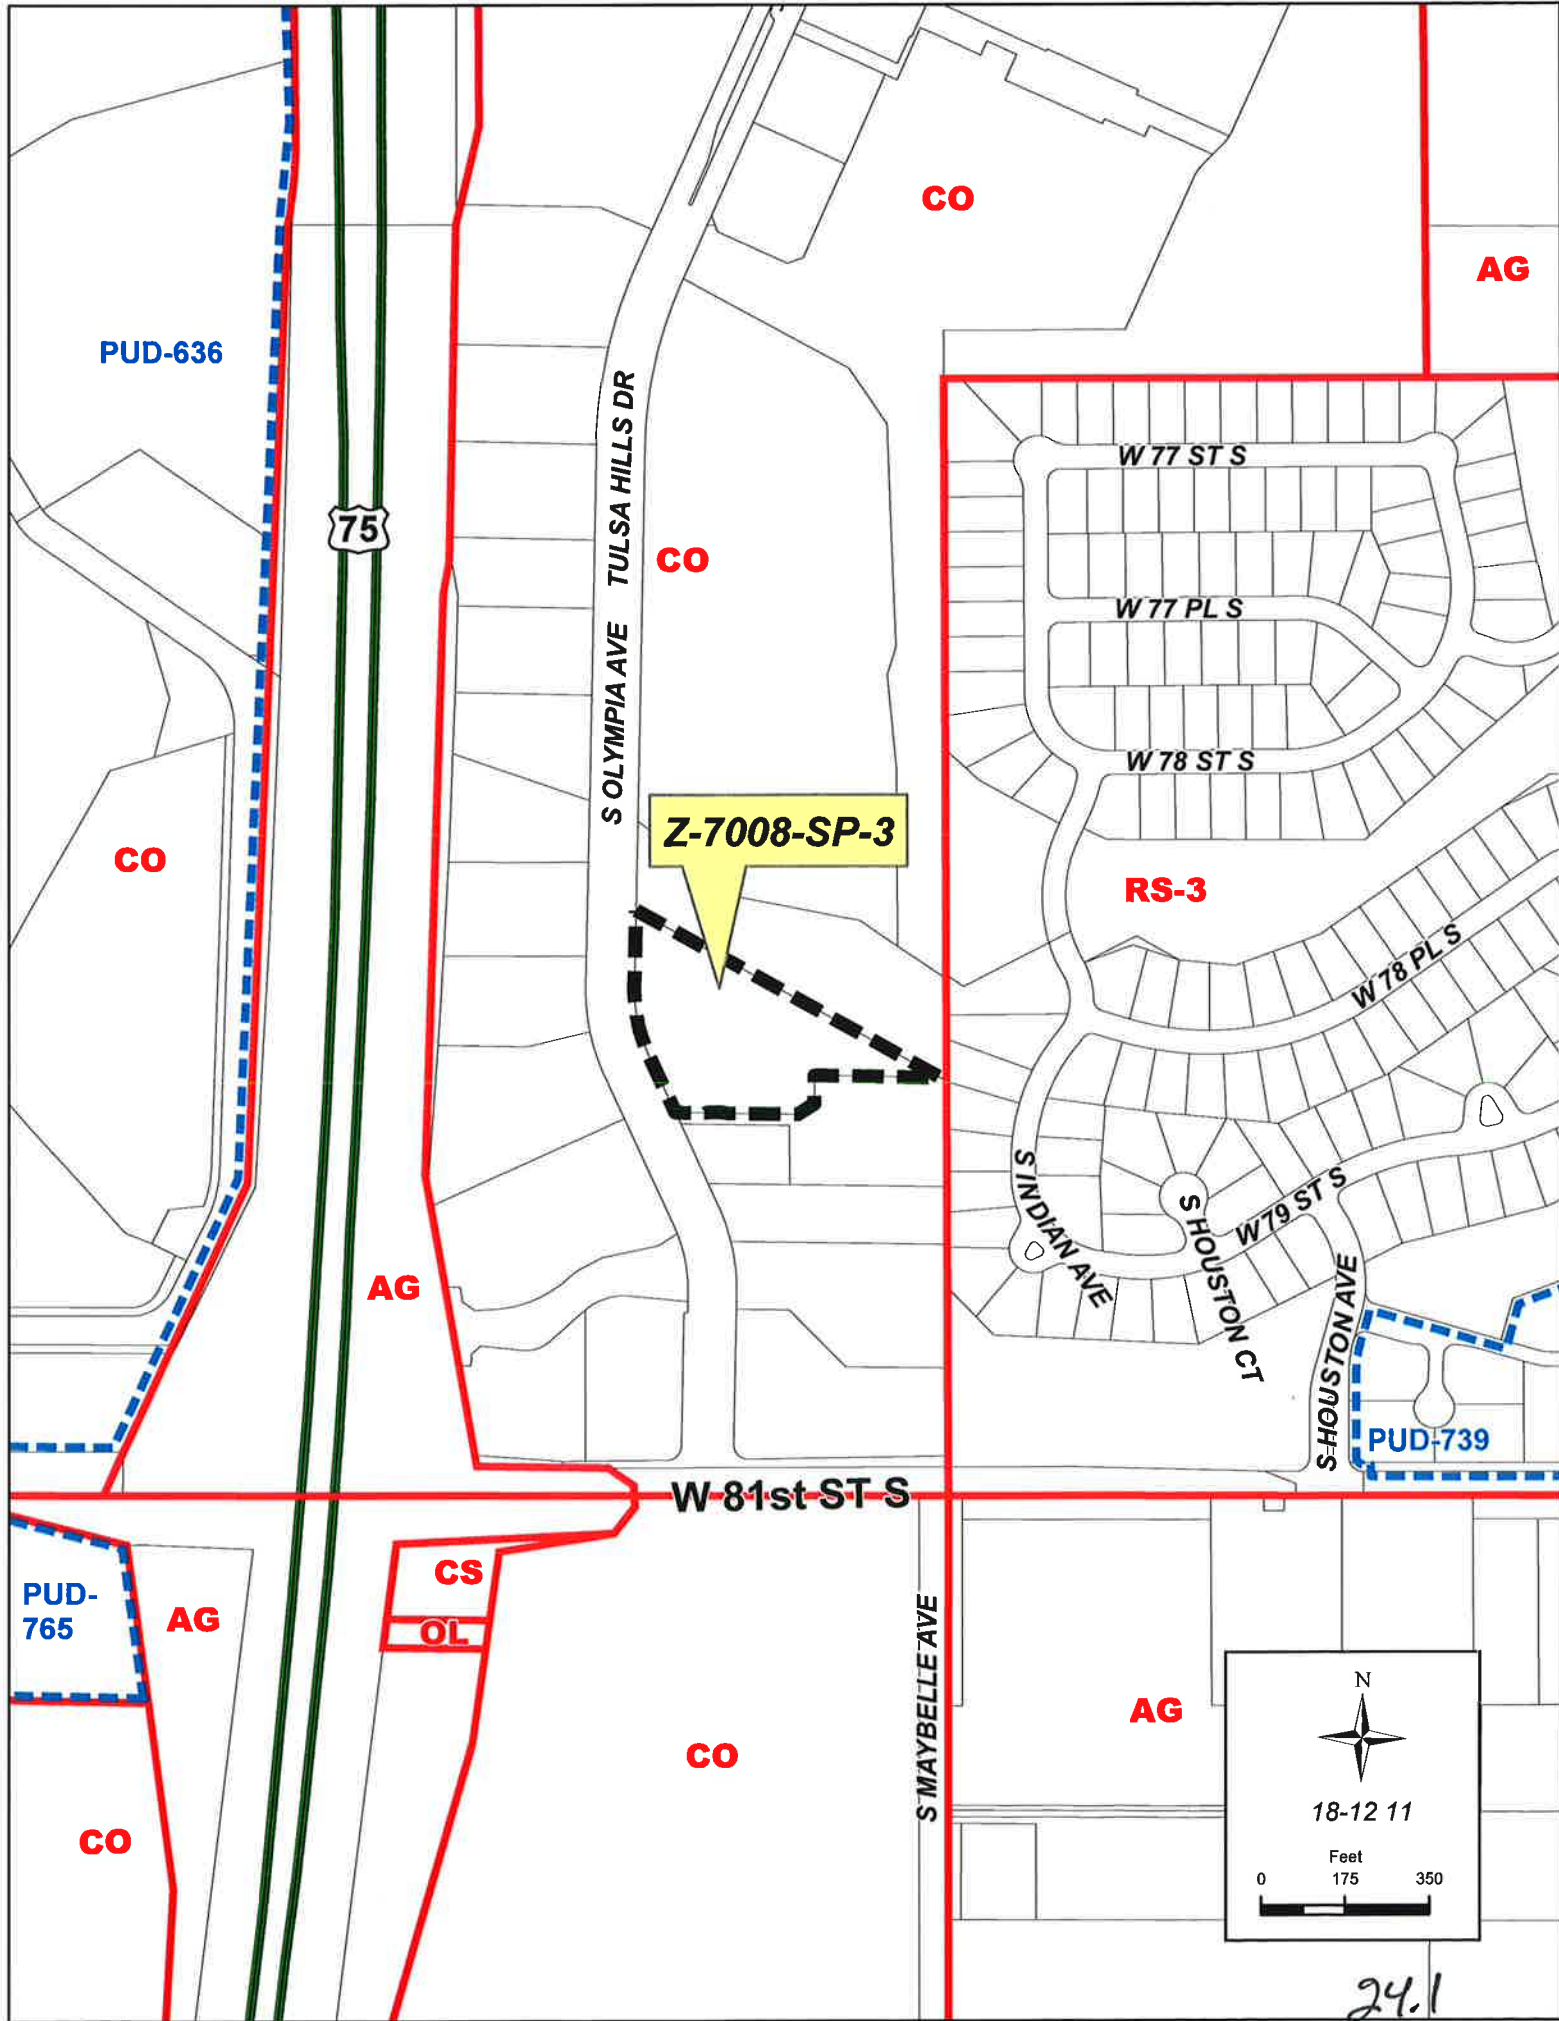 CO
AG
PUD-636
W 77 ST S
75
CO
TULSA HILLS DR
S OLYMPIA AVE
W 77 PL S
W 78 ST S
Z-7008-SP-3
CO
RS-3
W 78 PL S
S INDIAN AVE
S HOUSTON CT
W 79 ST S
S HOUSTON AVE
AG
PUD-739
W 81st ST S
CS
PUD-
765
AG
OL
S MAYBELLE AVE
AG
CO
CO
N
18-12 11
Feet
0 175 350
24.1